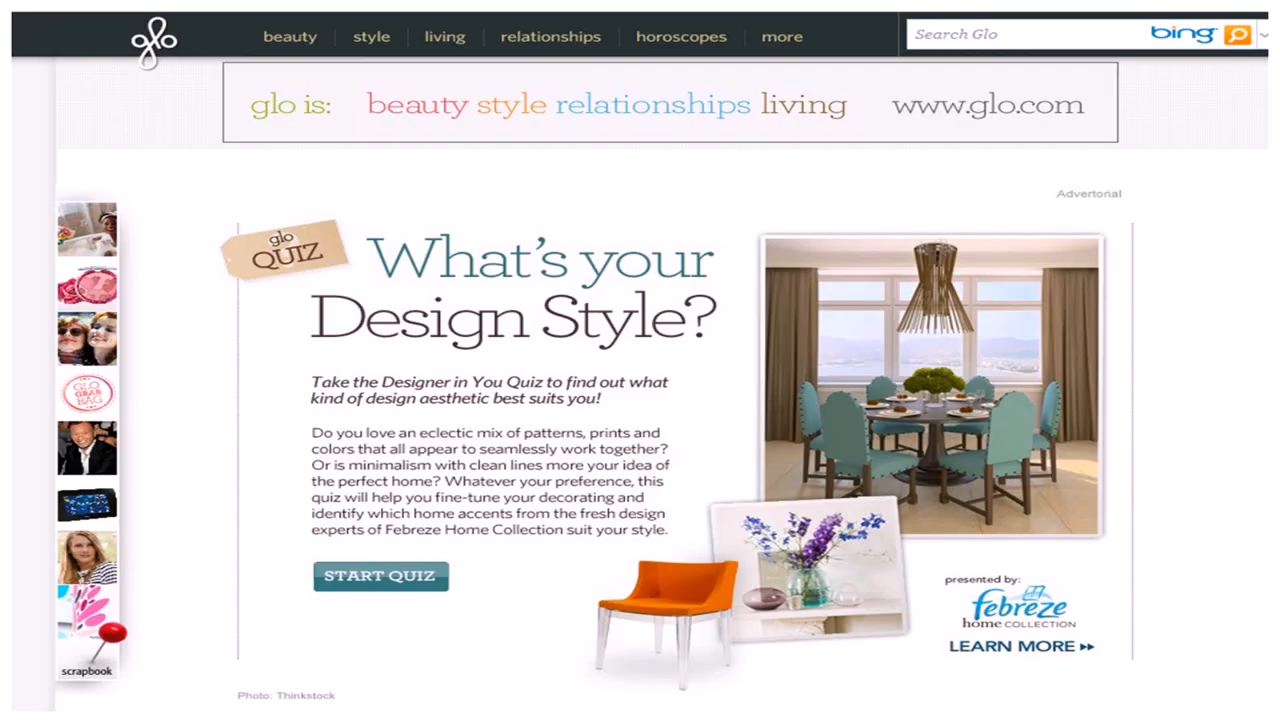 glo
beauty style living relationships horoscopes more
Search Glo bing
glo is: beauty style relationships living www.glo.com
Advertorial
glo
QUIZ
What's your
Design Style?
Take the Designer in You Quiz to find out what
kind of design aesthetic best suits you!
Do you love an eclectic mix of patterns, prints and
colors that all appear to seamlessly work together?
Or is minimalism with clean lines more your idea of
the perfect home? Whatever your preference, this
quiz will help you fine-tune your decorating and
identify which home accents from the fresh design
experts of Febreze Home Collection suit your style.
START QUIZ
GLO
GRAB
BAG
scrapbook
presented by:
febreze
home COLLECTION
LEARN MORE
Photo: Thinkstock